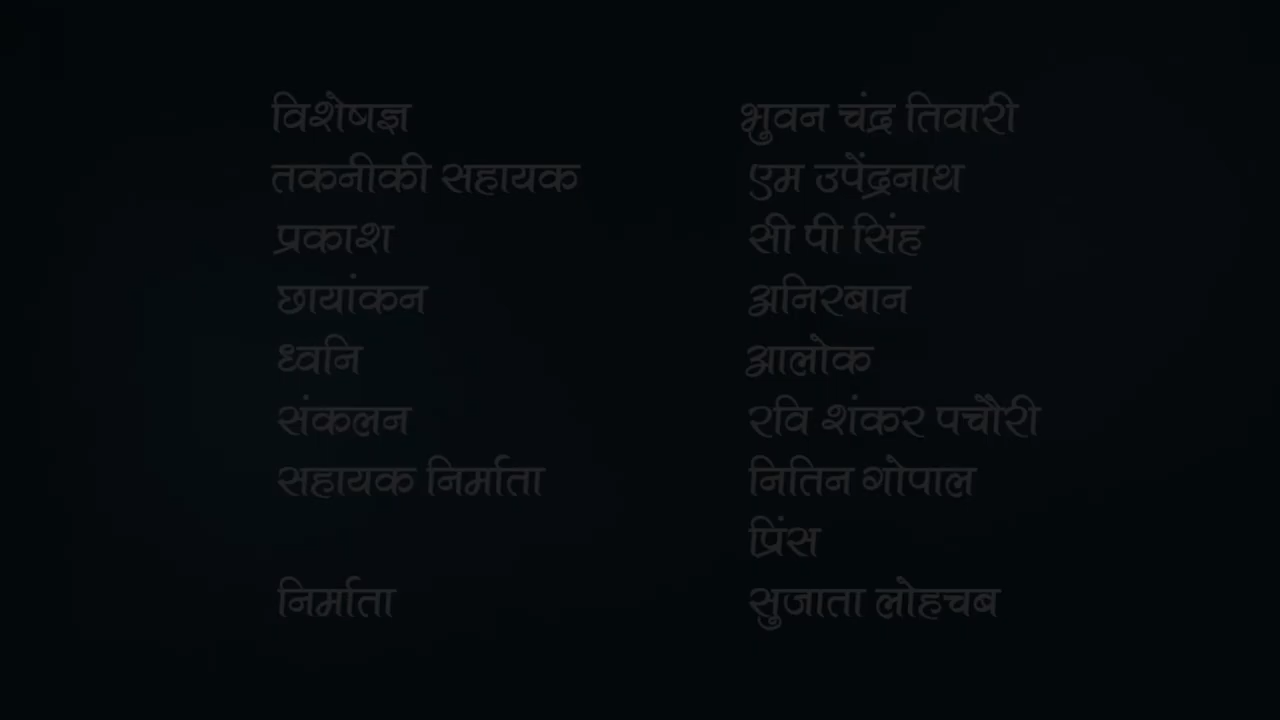 विशेषज्ञ भुवन चंद्र तिवारी
तकनीकी सहायक एम उपेंद्रनाथ
प्रकाश सी पी सिंह
छायांकन अनिरबान
ध्वनि आलोक
संकलन रवि शंकर पचौरी
सहायक निर्माता नितिन गोपाल
प्रिंस
निर्माता सुजाता लोहचब